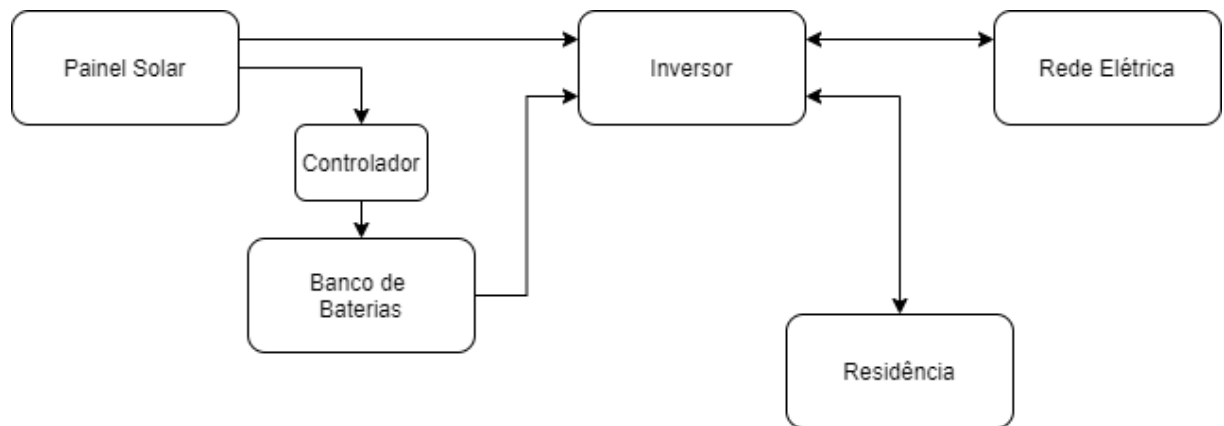 Painel Solar
Inversor
Rede Elétrica
Controlador
Banco de
Baterias
Residência